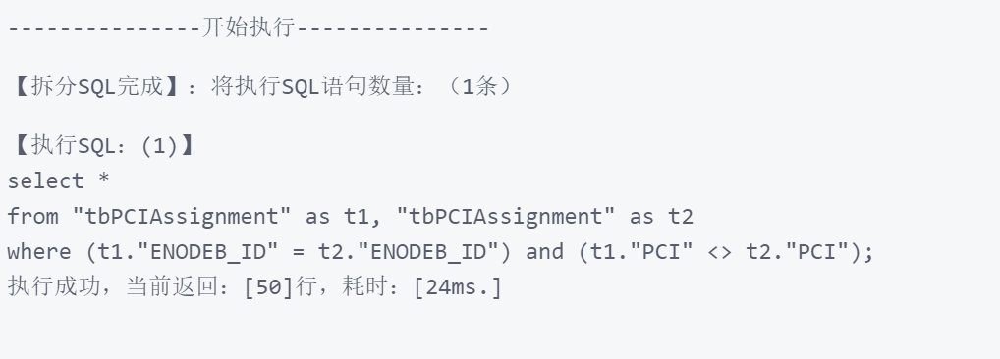 ---------------开始执行---------------
【拆分SQL完成】：将执行SQL语句数量：（1条）
【执行SQL：(1)】
select *
from "tbPCIAssignment" as t1, "tbPCIAssignment" as t2
where (t1."ENODEB_ID" = t2."ENODEB_ID") and (t1."PCI" <> t2."PCI");
执行成功，当前返回：[50]行，耗时：[24ms.]